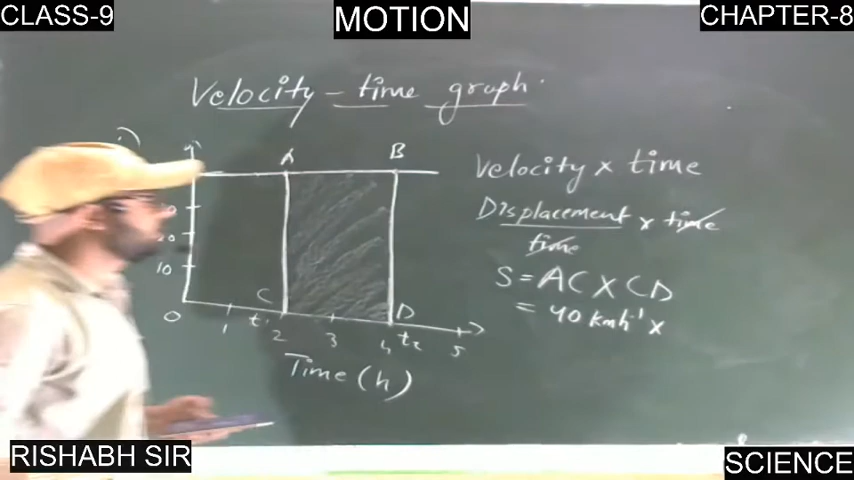 CLASS-9
MOTION
CHAPTER-8
Velocity - time graph
A
B
20
10
0
C
D
1
t1
2
3
4
t2
5
Time (h)
Velocity x time
Displacement x time
time
S = AC X CD
= 40 kmh-1 x
RISHABH SIR
SCIENCE